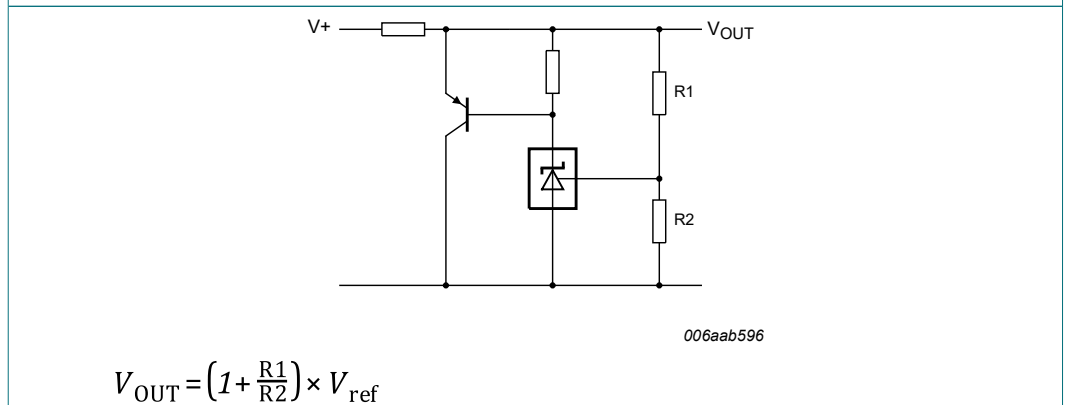 V+
VOUT
R1
R2
006aab596
VOUT = (1 + R1/R2) × Vref